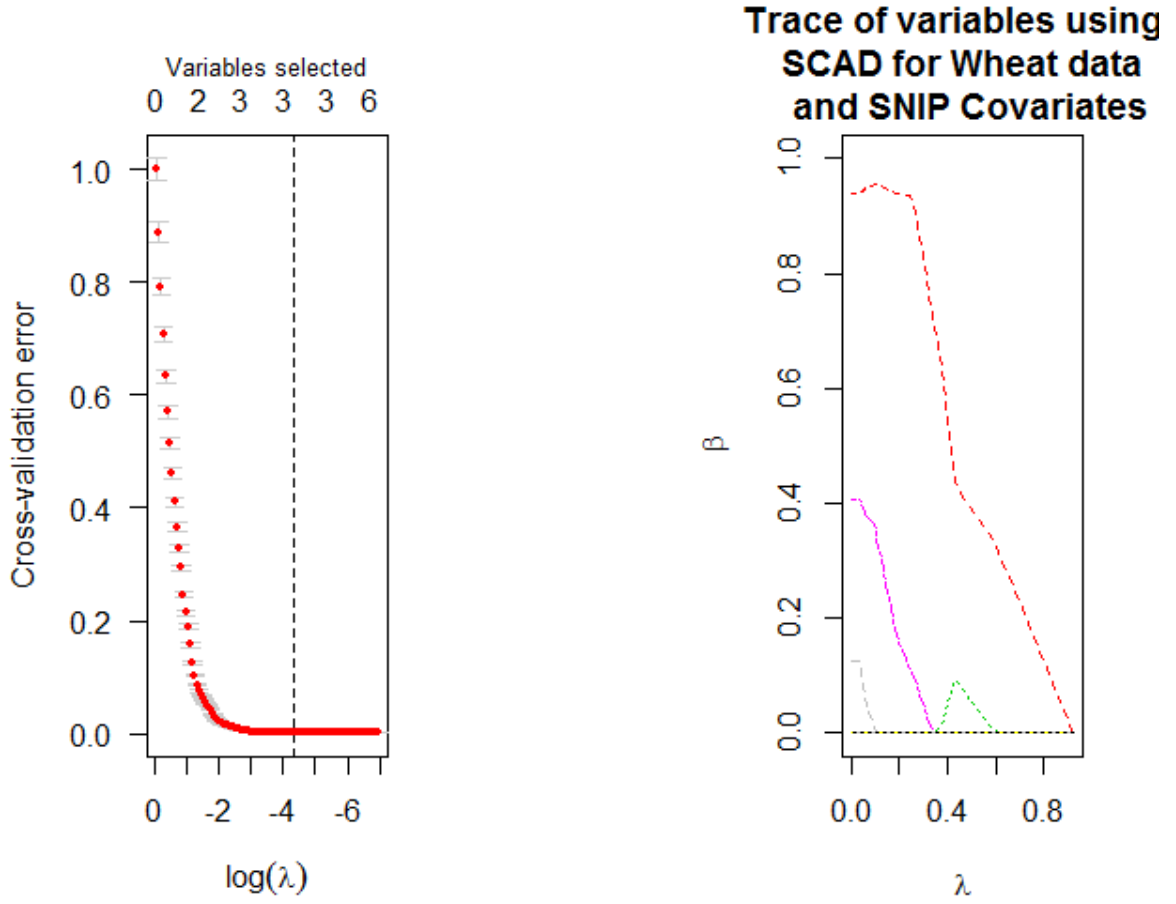 Variables selected
0 2 3 3 3 6
1.0
0.8
0.6
0.4
0.2
0.0
Cross-validation error
0 -2 -4 -6
log(λ)
Trace of variables using
SCAD for Wheat data
and SNIP Covariates
1.0
0.8
0.6
0.4
0.2
0.0
β
0.0 0.4 0.8
λ